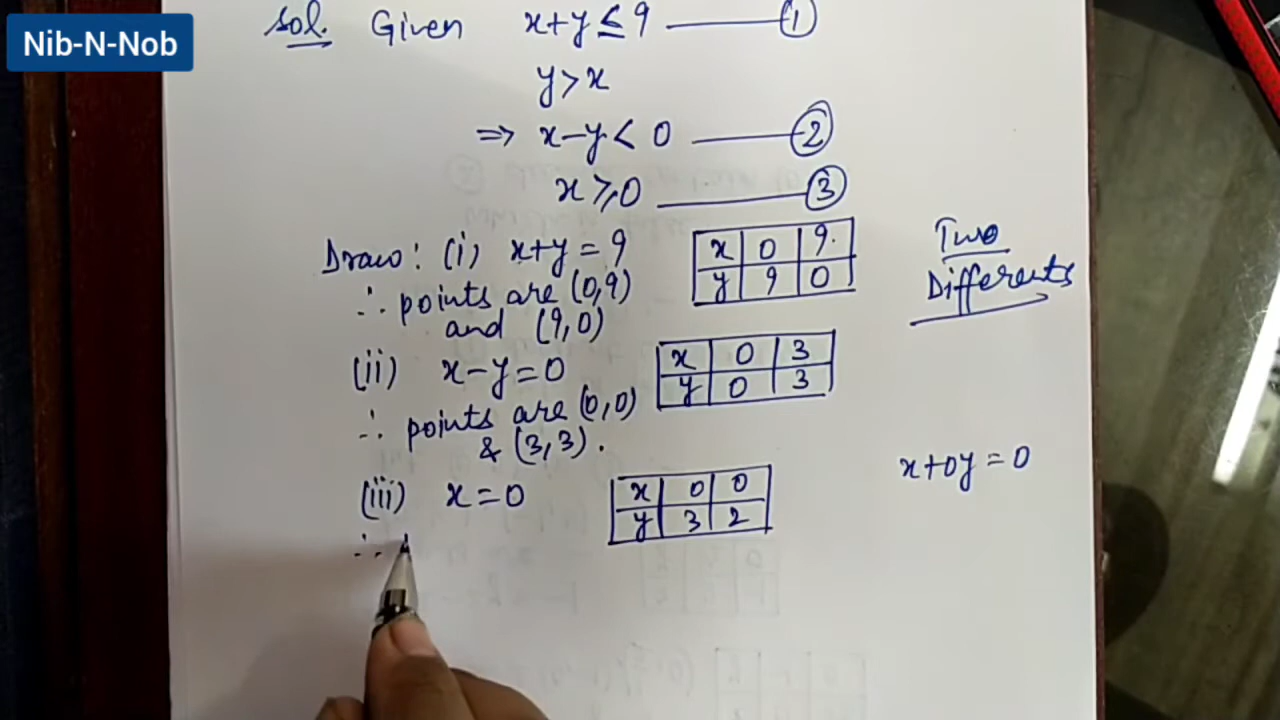 Nib-N-Nob
Sol. Given x+y ≤ 9 ——— ①
y > x
⇒ x-y < 0 ——— ②
x ≥ 0 ——— ③
Draw: (i) x+y = 9
x 0 9.
y 9 0
∴ points are (0,9)
and (9,0)
Two
Differents
(ii) x-y = 0
x 0 3
y 0 3
∴ points are (0,0)
& (3,3).
(iii) x = 0
x 0 0
y 3 2
x+0y = 0
∴